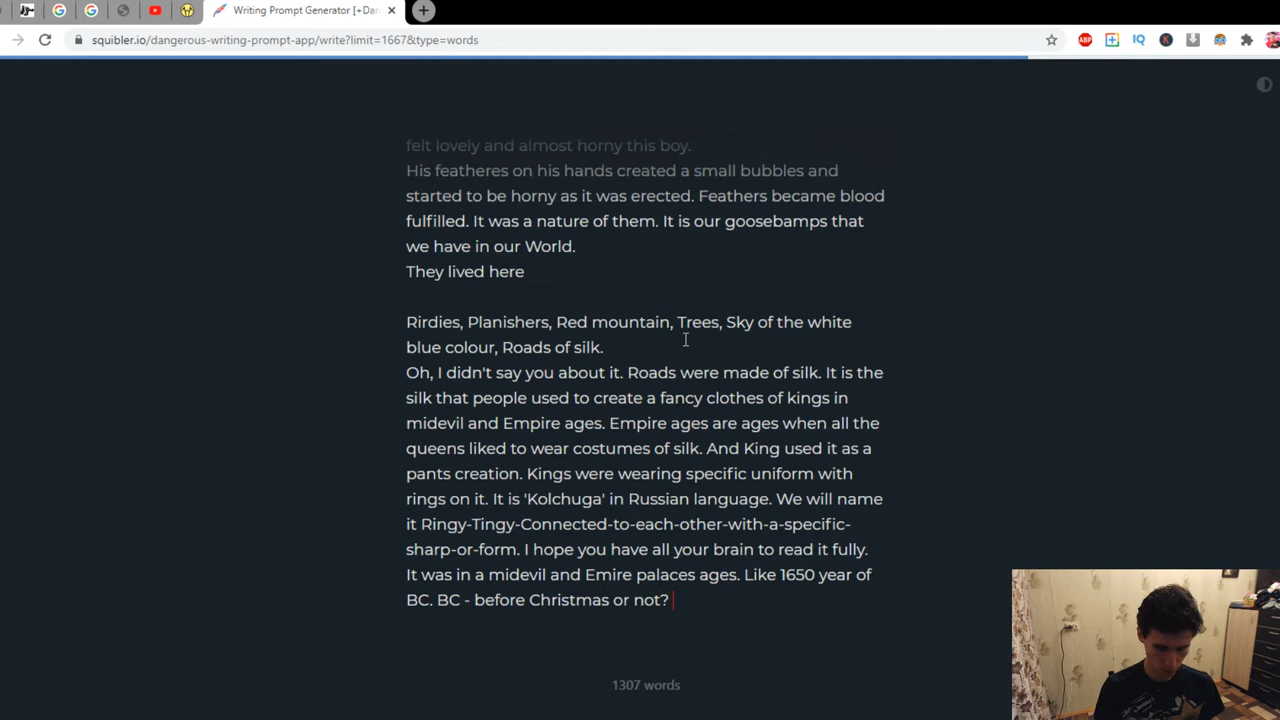 Writing Prompt Generator [+Dan
squibler.io/dangerous-writing-prompt-app/write?limit=1667&type=words
ABP
IQ
K
felt lovely and almost horny this boy.
His featheres on his hands created a small bubbles and
started to be horny as it was erected. Feathers became blood
fulfilled. It was a nature of them. It is our goosebamps that
we have in our World.
They lived here
Rirdies, Planishers, Red mountain, Trees, Sky of the white
blue colour, Roads of silk.
Oh, I didn't say you about it. Roads were made of silk. It is the
silk that people used to create a fancy clothes of kings in
midevil and Empire ages. Empire ages are ages when all the
queens liked to wear costumes of silk. And King used it as a
pants creation. Kings were wearing specific uniform with
rings on it. It is 'Kolchuga' in Russian language. We will name
it Ringy-Tingy-Connected-to-each-other-with-a-specific-
sharp-or-form. I hope you have all your brain to read it fully.
It was in a midevil and Emire palaces ages. Like 1650 year of
BC. BC - before Christmas or not?
1307 words